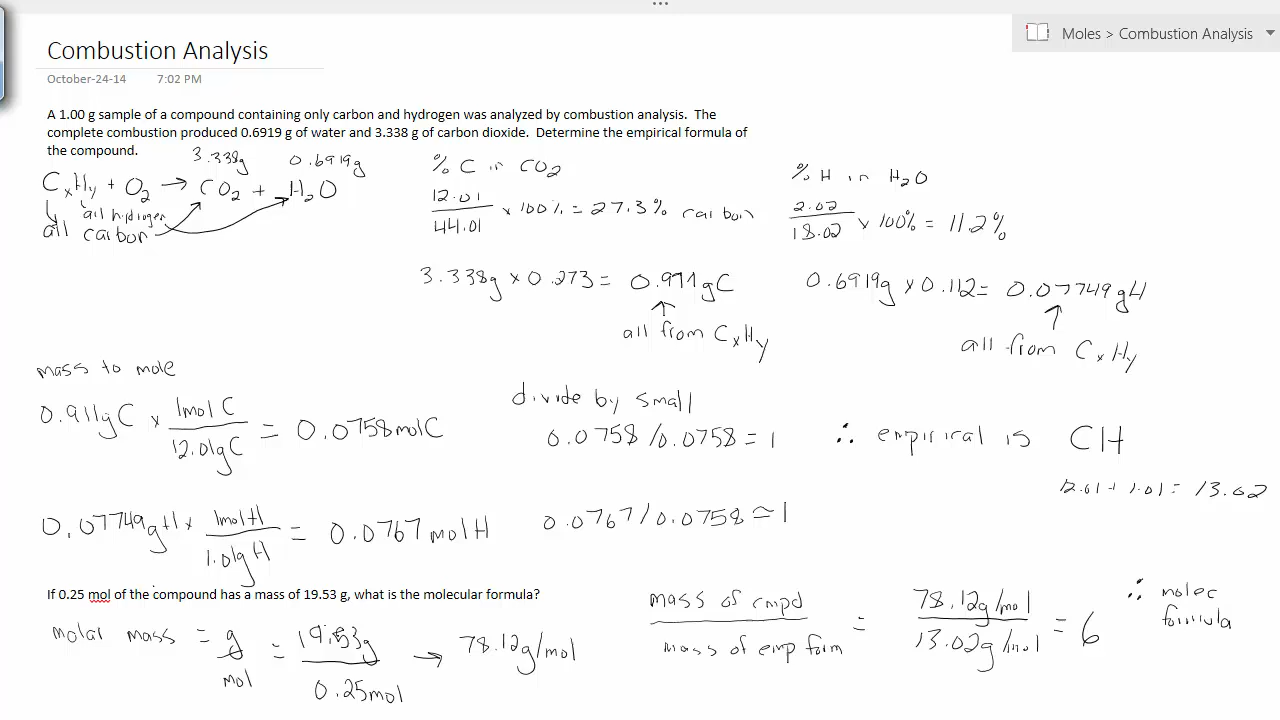 Moles > Combustion Analysis
Combustion Analysis
October-24-14 7:02 PM
A 1.00 g sample of a compound containing only carbon and hydrogen was analyzed by combustion analysis. The
complete combustion produced 0.6919 g of water and 3.338 g of carbon dioxide. Determine the empirical formula of
the compound.
3.338g 0.6919g
CxHy + O2 → CO2 + H2O
all hydrogen
all carbon
% C in CO2
12.01
44.01
× 100% = 27.3% carbon
3.338g × 0.273 = 0.911gC
all from CxHy
% H in H2O
2.02
18.02
× 100% = 11.2%
0.6919g × 0.112 = 0.07749gH
all from CxHy
mass to mole
0.911gC × 1molC / 12.01gC = 0.0758molC
0.07749gH × 1molH / 1.01gH = 0.0767molH
divide by small
0.0758/0.0758 = 1
0.0767/0.0758 ≃ 1
∴ empirical is CH
12.01 + 1.01 = 13.02
If 0.25 mol of the compound has a mass of 19.53 g, what is the molecular formula?
molar mass = g / mol = 19.53g / 0.25mol → 78.12g/mol
mass of cmpd / mass of emp form = 78.12g/mol / 13.02g/mol = 6
∴ molec
formula